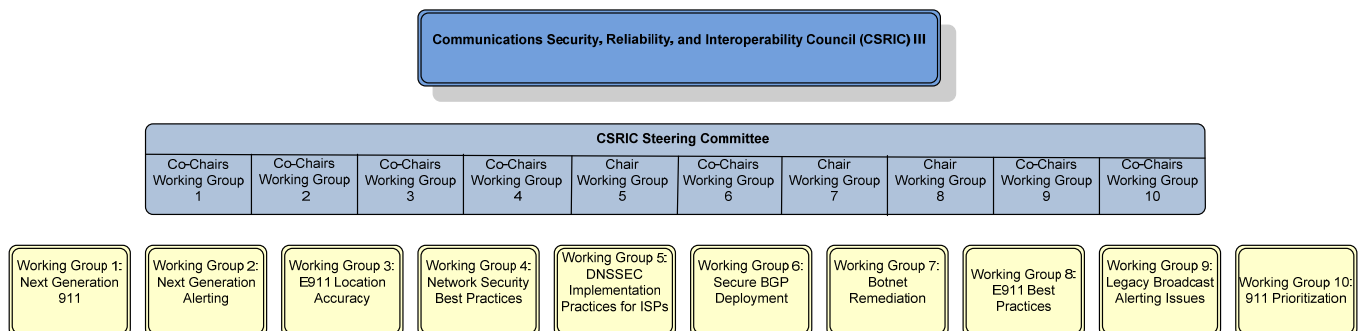 Communications Security, Reliability, and Interoperability Council (CSRIC) III
CSRIC Steering Committee
Co-Chairs
Working Group
1
Co-Chairs
Working Group
2
Co-Chairs
Working Group
3
Co-Chairs
Working Group
4
Chair
Working Group
5
Co-Chairs
Working Group
6
Chair
Working Group
7
Chair
Working Group
8
Co-Chairs
Working Group
9
Co-Chairs
Working Group
10
Working Group 1:
Next Generation
911
Working Group 2:
Next Generation
Alerting
Working Group 3:
E911 Location
Accuracy
Working Group 4:
Network Security
Best Practices
Working Group 5:
DNSSEC
Implementation
Practices for ISPs
Working Group 6:
Secure BGP
Deployment
Working Group 7:
Botnet
Remediation
Working Group 8:
E911 Best
Practices
Working Group 9:
Legacy Broadcast
Alerting Issues
Working Group 10:
911 Prioritization